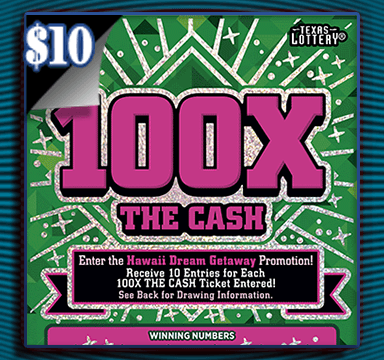 $10
TEXAS
LOTTERY®
100X
THE CASH
Enter the Hawaii Dream Getaway Promotion!
Receive 10 Entries for Each
100X THE CASH Ticket Entered!
See Back for Drawing Information.
WINNING NUMBERS